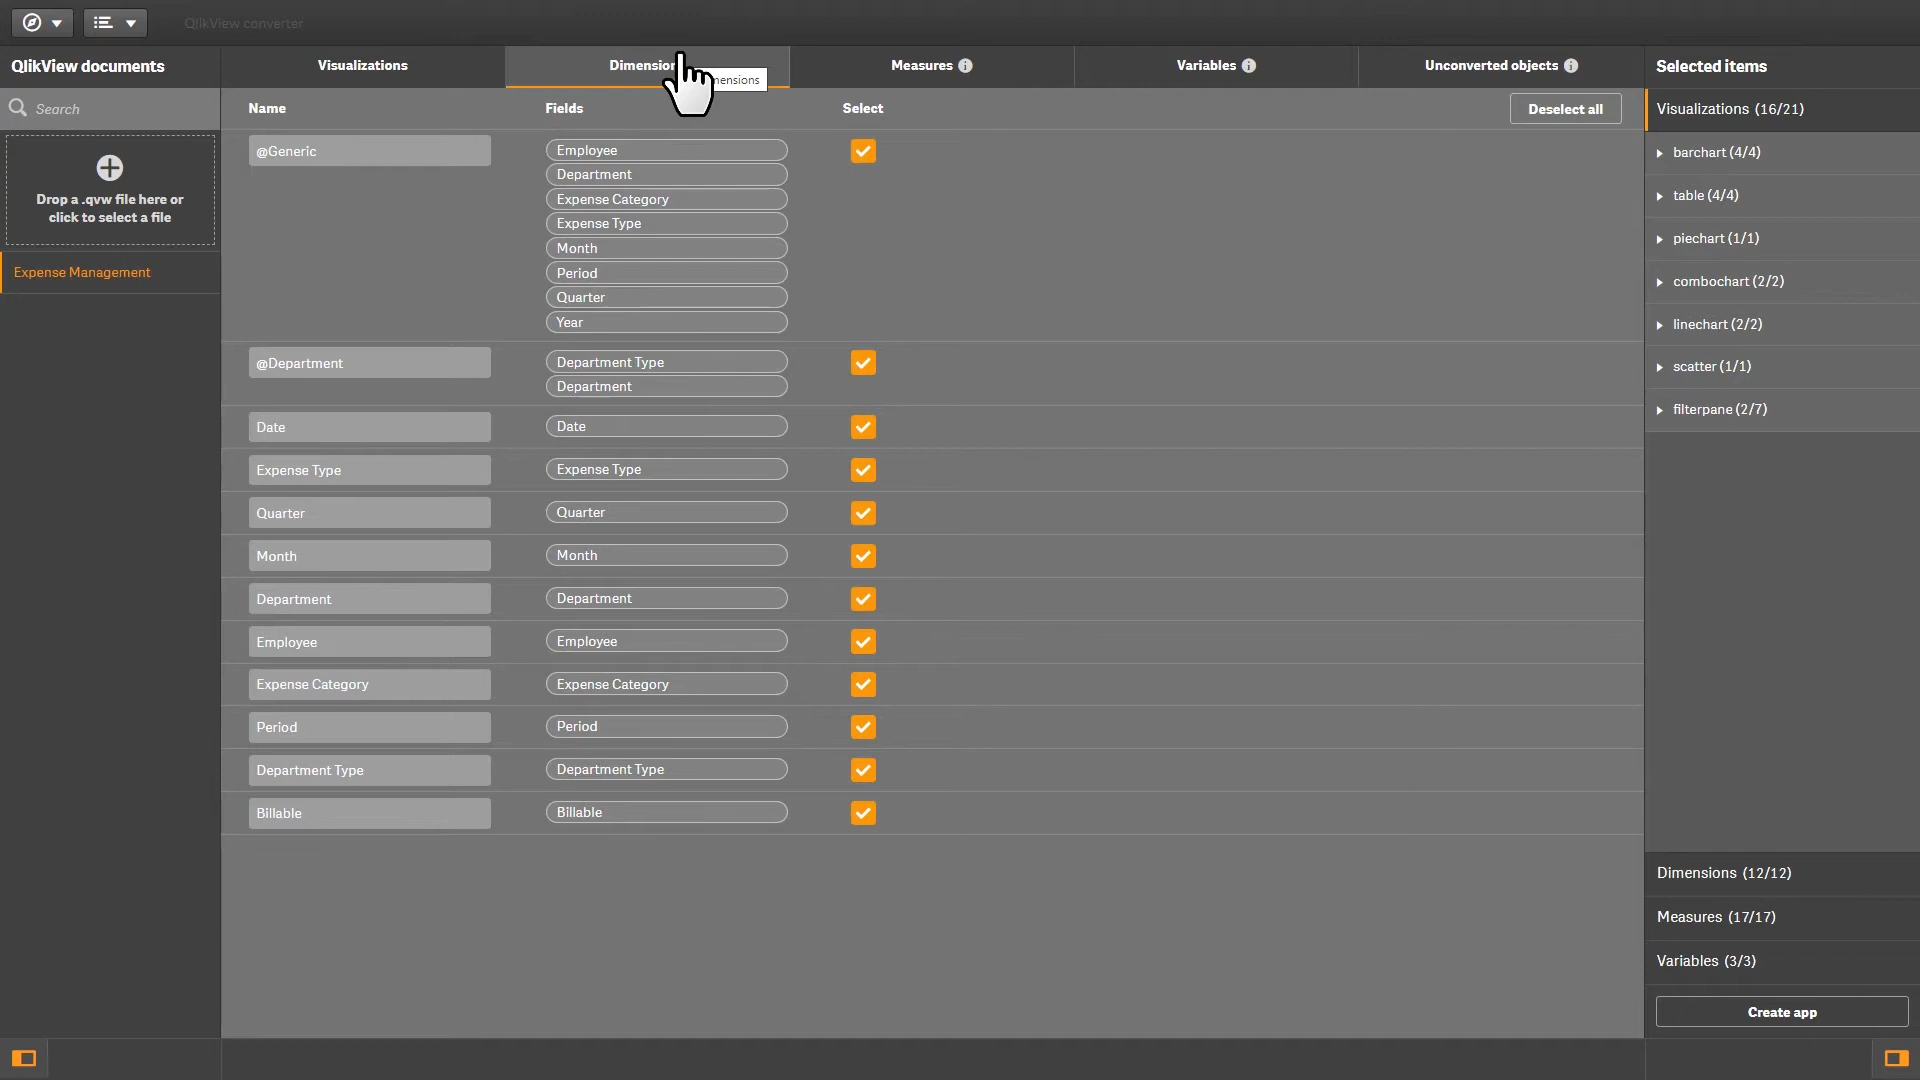 QlikView converter
QlikView documents
Visualizations
Dimension
mensions
Measures
Variables
Unconverted objects
Selected items
Search
Name
Fields
Select
Deselect all
Visualizations (16/21)
Drop a .qvw file here or
click to select a file
Expense Management
@Generic
Employee
Department
Expense Category
Expense Type
Month
Period
Quarter
Year
@Department
Department Type
Department
Date
Date
Expense Type
Expense Type
Quarter
Quarter
Month
Month
Department
Department
Employee
Employee
Expense Category
Expense Category
Period
Period
Department Type
Department Type
Billable
Billable
barchart (4/4)
table (4/4)
piechart (1/1)
combochart (2/2)
linechart (2/2)
scatter (1/1)
filterpane (2/7)
Dimensions (12/12)
Measures (17/17)
Variables (3/3)
Create app